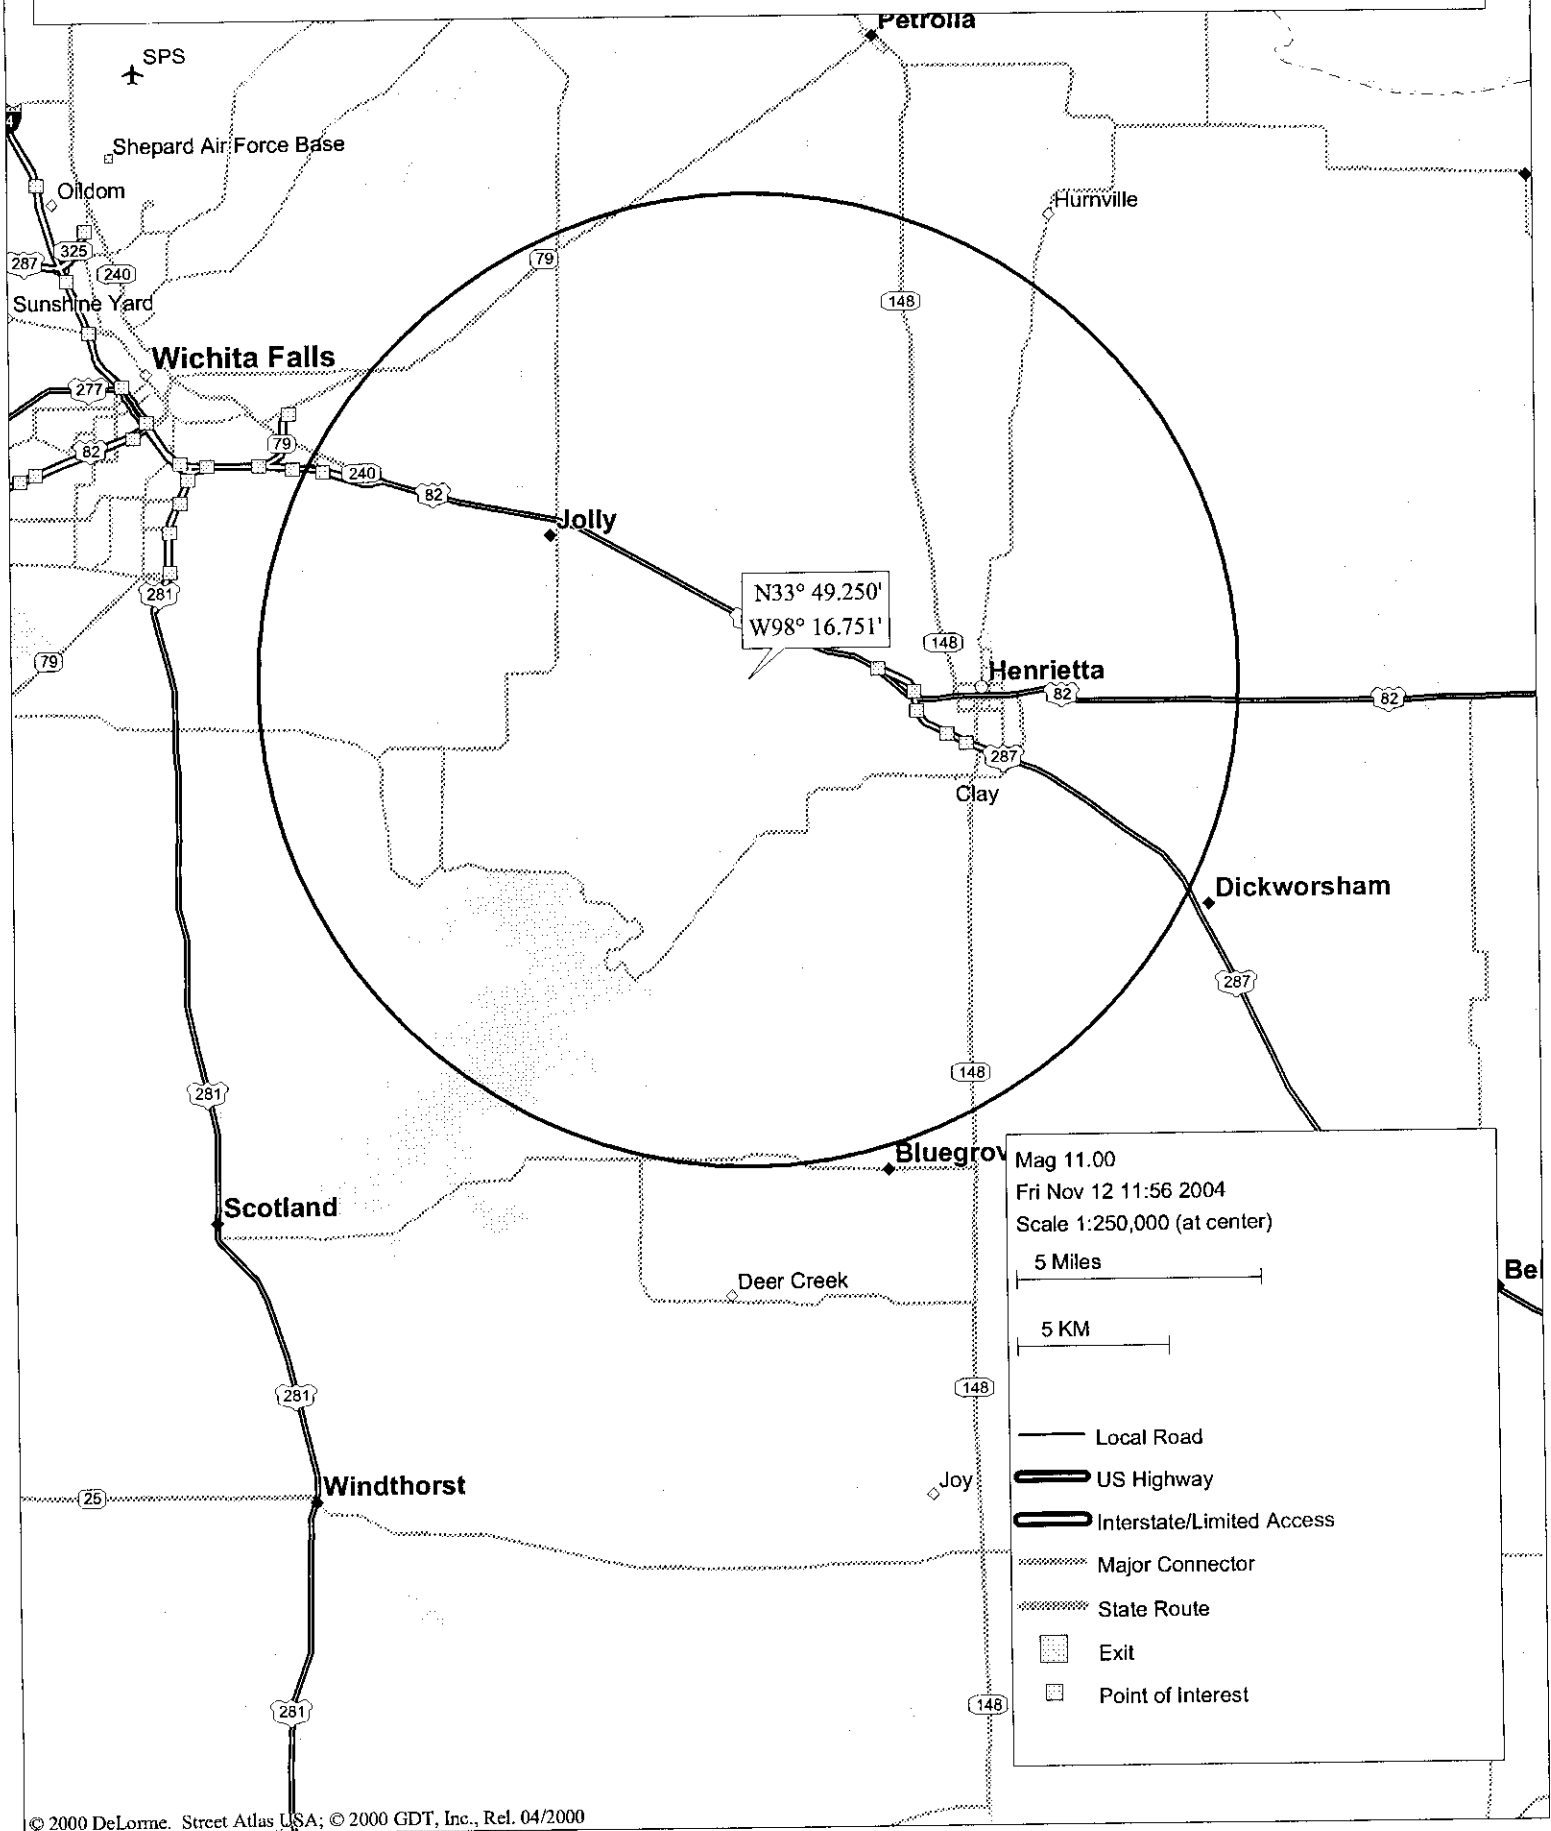 Petrolia
SPS
4
Shepard Air Force Base
Oildom
Hurnville
325
287
240
79
148
Sunshine Yard
Wichita Falls
277
79
82
240
82
Jolly
N33° 49.250'
W98° 16.751'
281
148
79
Henrietta
82
82
287
Clay
Dickworsham
287
148
281
Bluegrov
Mag 11.00
Fri Nov 12 11:56 2004
Scale 1:250,000 (at center)
Scotland
5 Miles
Bel
Deer Creek
5 KM
281
148
Local Road
Windthorst
Joy
US Highway
25
Interstate/Limited Access
Major Connector
State Route
Exit
Point of Interest
148
281
© 2000 DeLorme. Street Atlas USA; © 2000 GDT, Inc., Rel. 04/2000